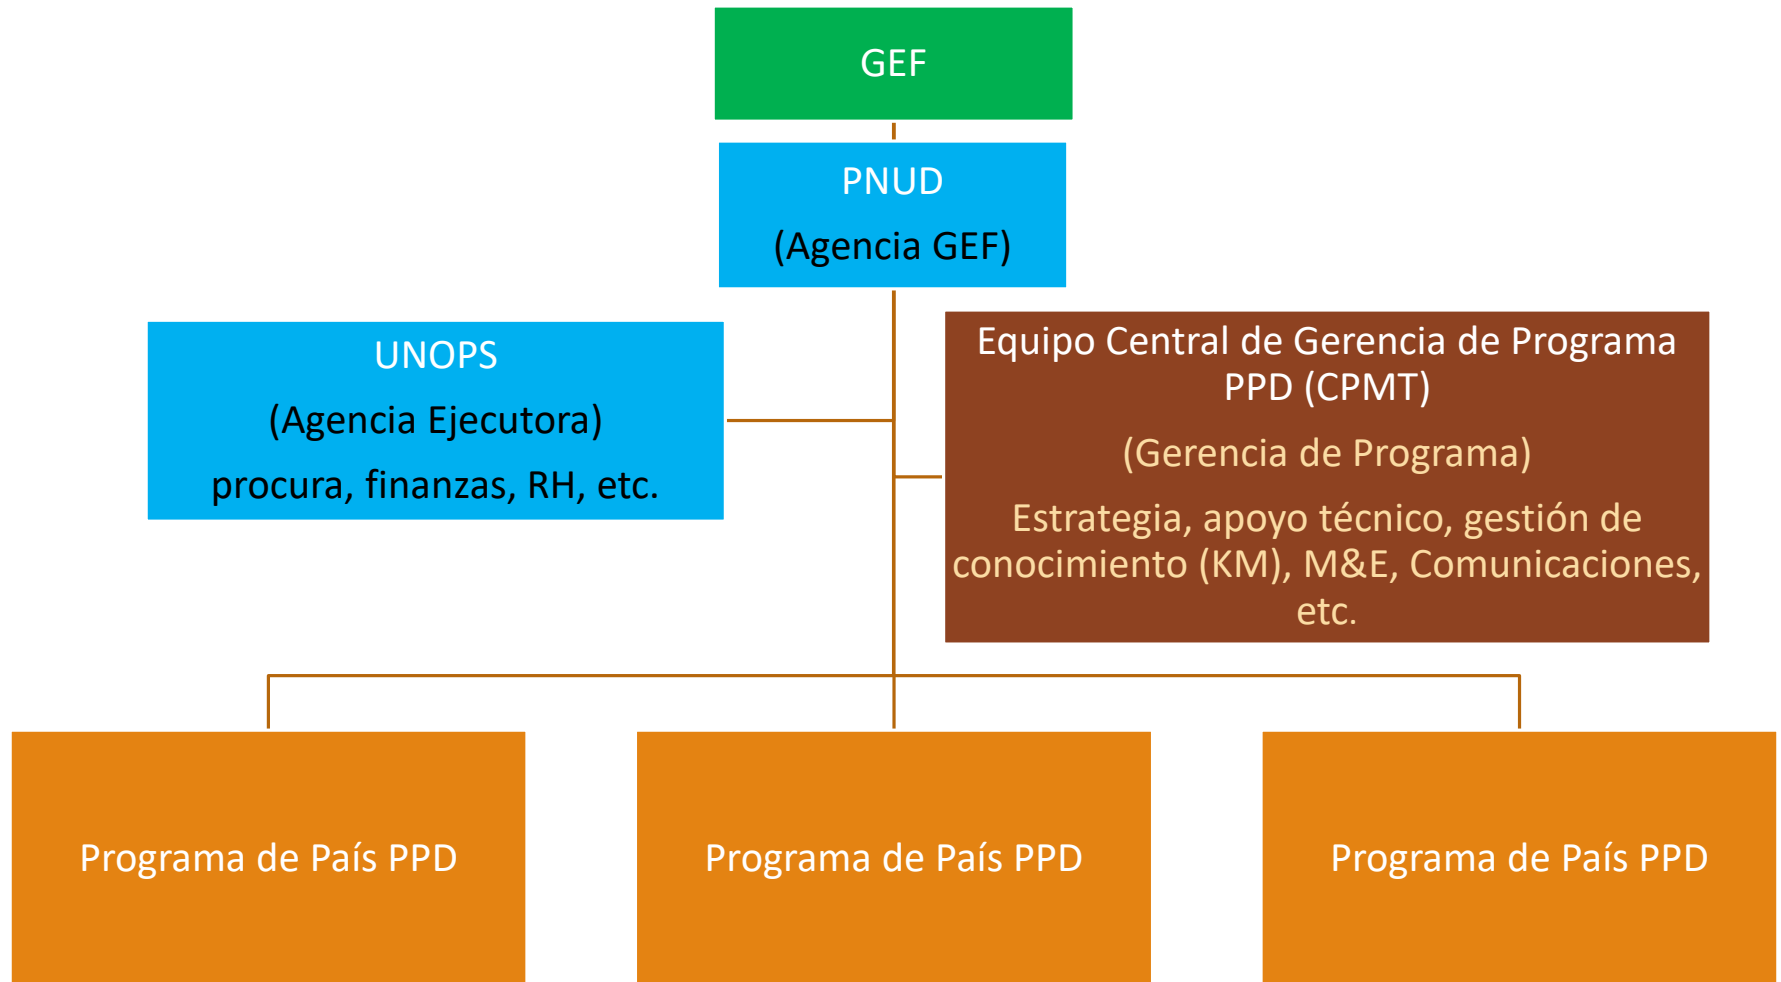 GEF
PNUD
(Agencia GEF)
UNOPS
(Agencia Ejecutora)
procura, finanzas, RH, etc.
Equipo Central de Gerencia de Programa
PPD (CPMT)
(Gerencia de Programa)
Estrategia, apoyo técnico, gestión de
conocimiento (KM), M&E, Comunicaciones,
etc.
Programa de País PPD
Programa de País PPD
Programa de País PPD